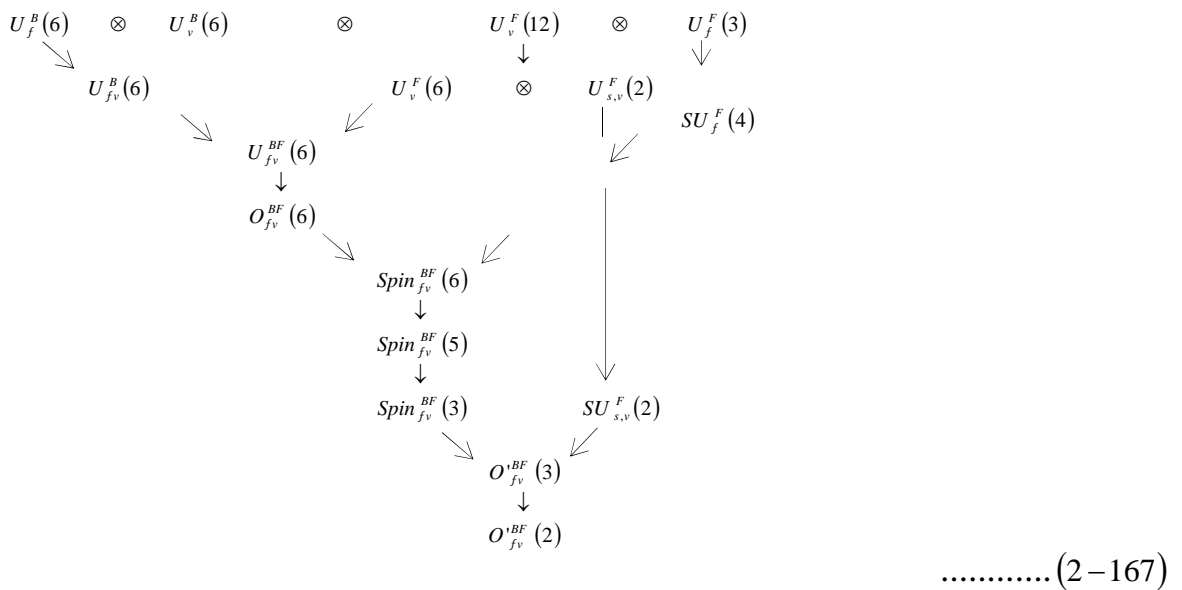 U_f^B(6) ⊗ U_v^B(6) ⊗ U_v^F(12) ⊗ U_f^F(3)
U_{fv}^B(6) U_v^F(6) ⊗ U_{s,v}^F(2)
SU_f^F(4)
U_{fv}^{BF}(6)
O_{fv}^{BF}(6)
Spin_{fv}^{BF}(6)
Spin_{fv}^{BF}(5)
Spin_{fv}^{BF}(3) SU_{s,v}^F(2)
O'_{fv}^{BF}(3)
O'_{fv}^{BF}(2)
............(2−167)